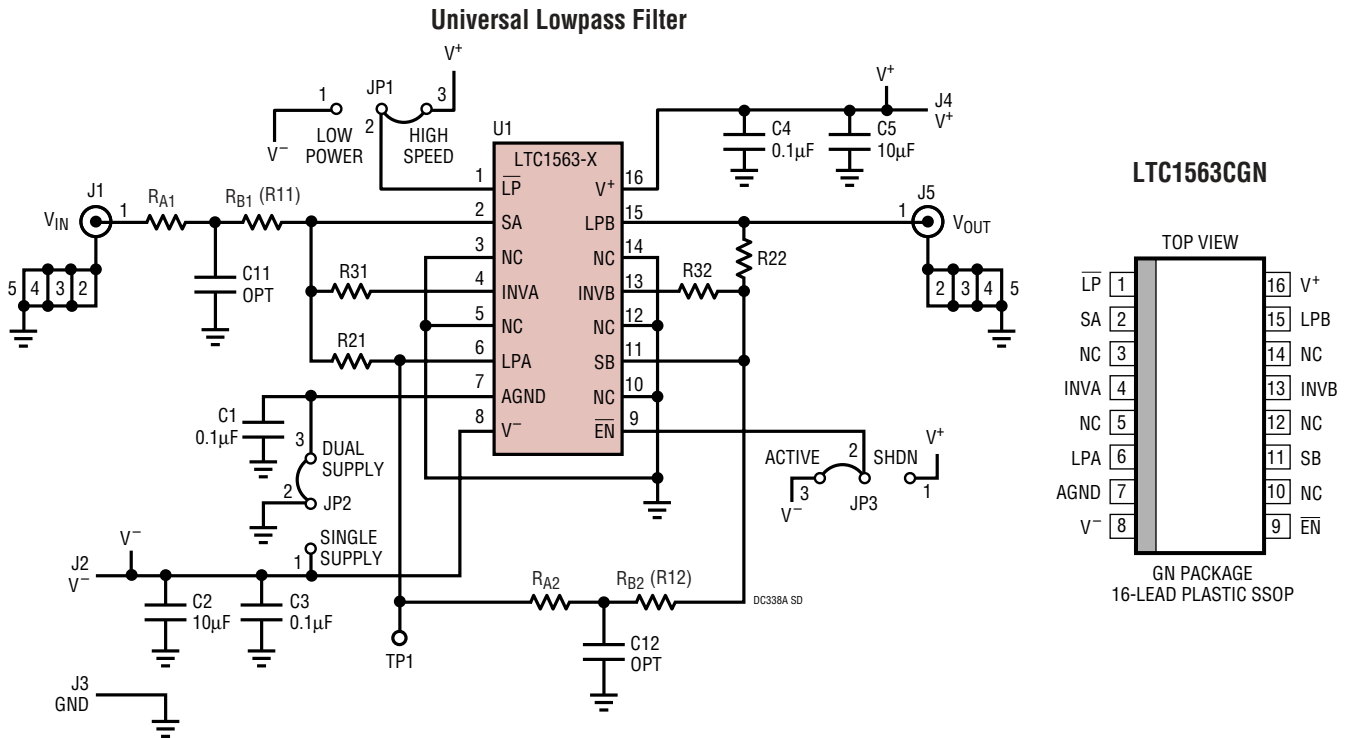 Universal Lowpass Filter
V+
JP1
1
3
2
LOW
POWER
HIGH
SPEED
V−
U1
LTC1563-X
1
LP
2
SA
3
NC
4
INVA
5
NC
6
LPA
7
AGND
8
V−
16
V+
15
LPB
14
NC
13
INVB
12
NC
11
SB
10
NC
9
EN
V+
J4
V+
C4
0.1µF
C5
10µF
J1
VIN
1
RA1
RB1 (R11)
C11
OPT
5
4
3
2
R31
R21
R32
R22
J5
1
VOUT
2
3
4
5
C1
0.1µF
3
DUAL
SUPPLY
2
JP2
SINGLE
SUPPLY
1
ACTIVE
2
SHDN
V+
3
V−
JP3
1
V−
J2
V−
C2
10µF
C3
0.1µF
RA2
RB2 (R12)
DC338A SD
TP1
C12
OPT
J3
GND
LTC1563CGN
TOP VIEW
LP 1
16 V+
SA 2
15 LPB
NC 3
14 NC
INVA 4
13 INVB
NC 5
12 NC
LPA 6
11 SB
AGND 7
10 NC
V− 8
9 EN
GN PACKAGE
16-LEAD PLASTIC SSOP